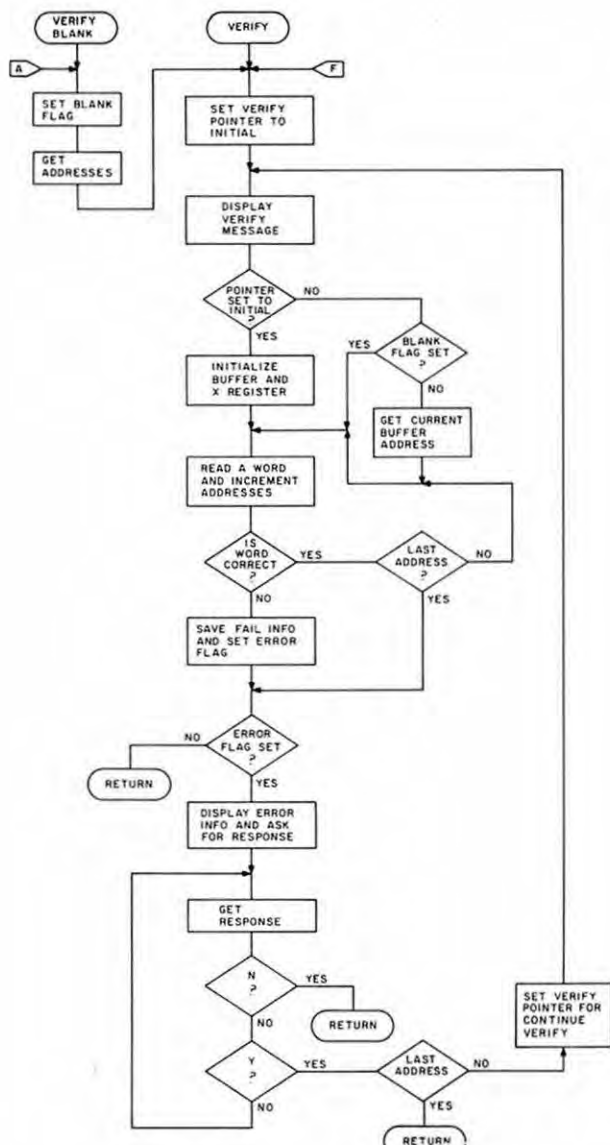 VERIFY
BLANK
VERIFY
A
F
SET BLANK
FLAG
SET VERIFY
POINTER TO
INITIAL
GET
ADDRESSES
DISPLAY
VERIFY
MESSAGE
POINTER
SET TO
INITIAL
?
NO
YES
BLANK
FLAG SET
?
YES
NO
INITIALIZE
BUFFER AND
X REGISTER
GET CURRENT
BUFFER
ADDRESS
READ A WORD
AND INCREMENT
ADDRESSES
IS
WORD
CORRECT
?
YES
NO
LAST
ADDRESS
?
NO
YES
SAVE FAIL INFO
AND SET ERROR
FLAG
ERROR
FLAG SET
?
NO
YES
RETURN
DISPLAY ERROR
INFO AND ASK
FOR RESPONSE
GET
RESPONSE
N
?
YES
NO
RETURN
SET VERIFY
POINTER FOR
CONTINUE
VERIFY
Y
?
YES
NO
LAST
ADDRESS
NO
YES
RETURN